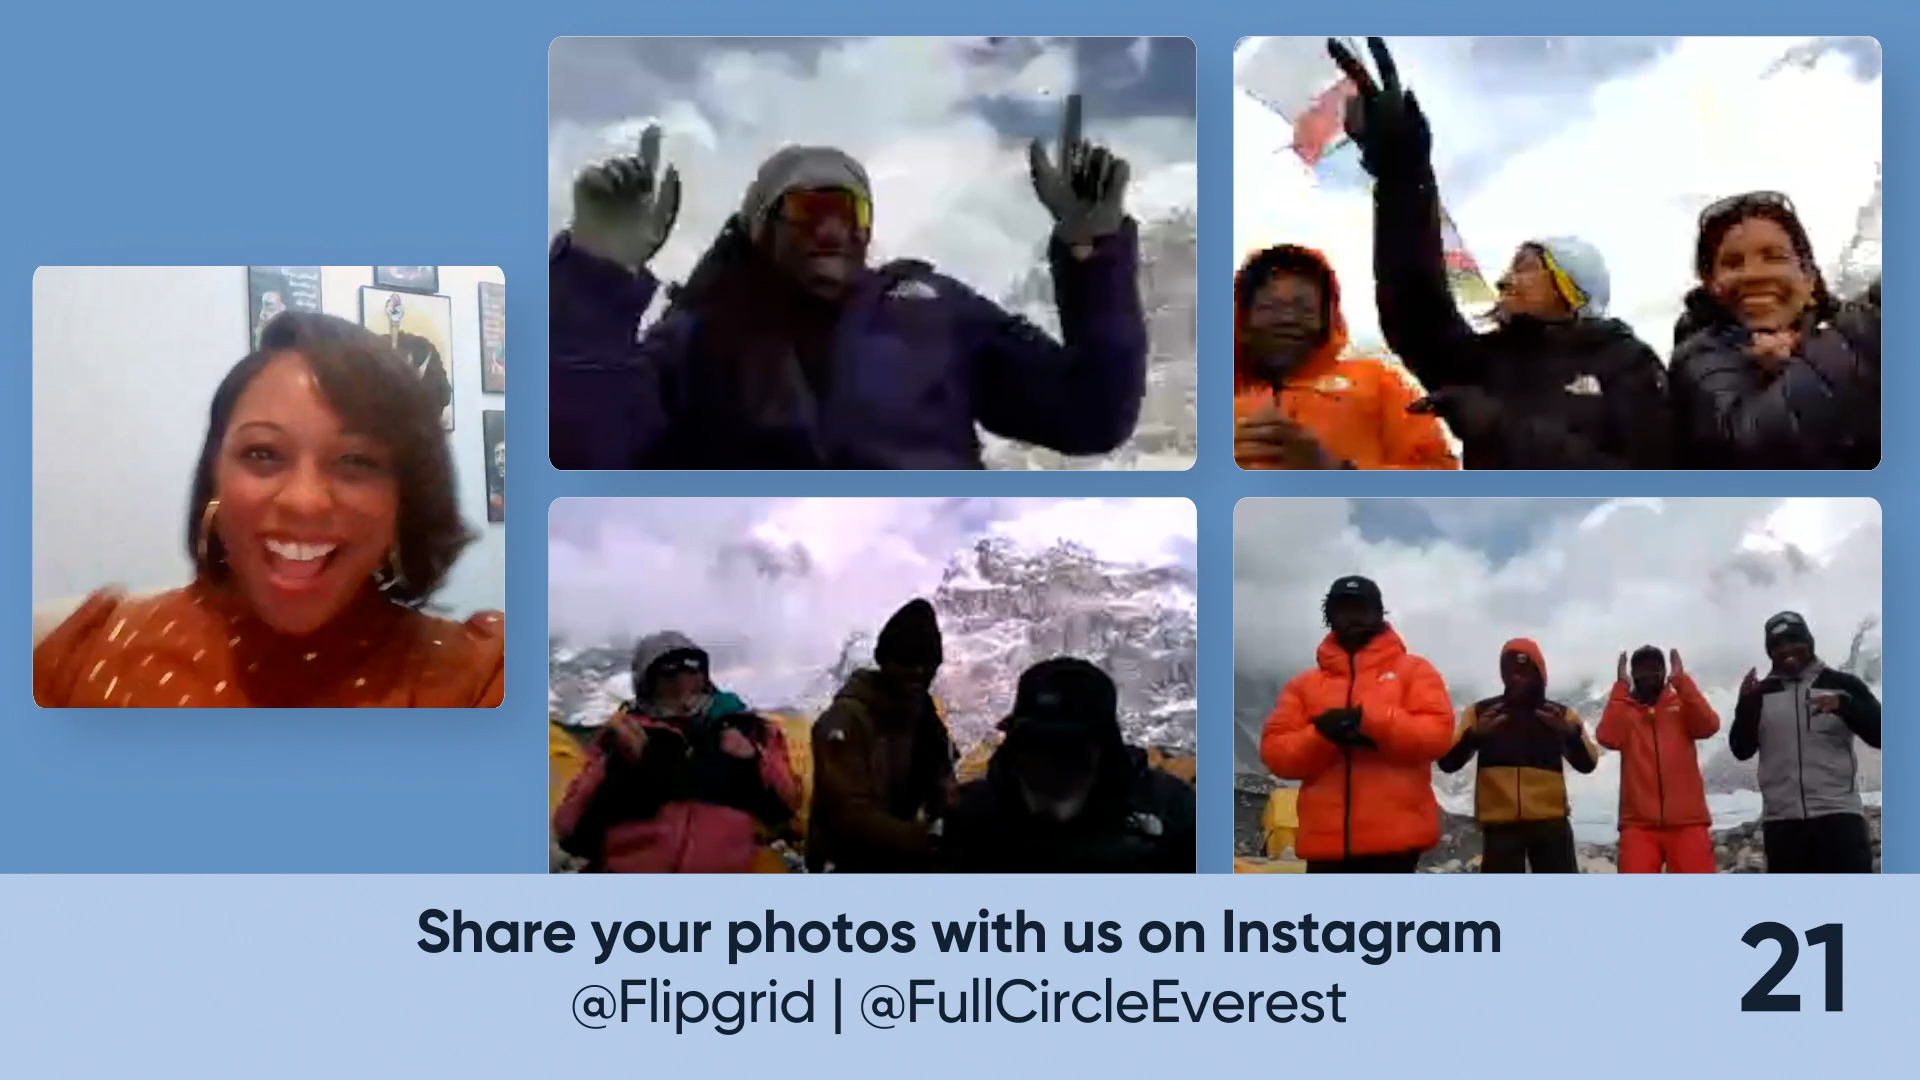 Share your photos with us on Instagram
@Flipgrid | @FullCircleEverest
21